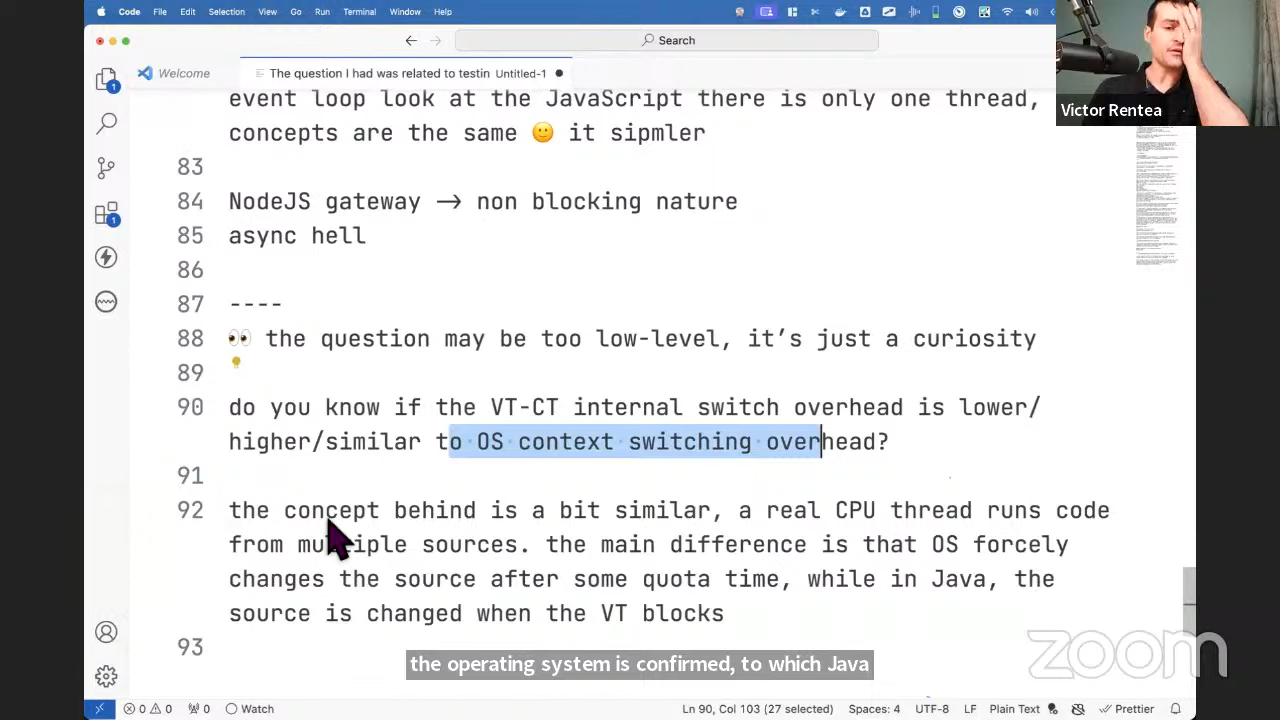 Code File Edit Selection View Go Run Terminal Window Help
Search
Welcome
The question I had was related to testin Untitled-1
event loop look at the JavaScript there is only one thread,
concepts are the same 🙂 it sipmler
83
84 NodeJS gateway -> non blocking natur
85 async hell
86
87 ----
88 👀 the question may be too low-level, it’s just a curiosity
89
90 do you know if the VT-CT internal switch overhead is lower/
higher/similar to OS context switching overhead?
91
92 the concept behind is a bit similar, a real CPU thread runs code
from multiple sources. the main difference is that OS forcely
changes the source after some quota time, while in Java, the
source is changed when the VT blocks
93
the operating system is confirmed, to which Java
Victor Rentea
zoom
1
1
0 0 0 Watch
Ln 90, Col 103 (27 selected) Spaces: 4 UTF-8 LF Plain Text Prettier